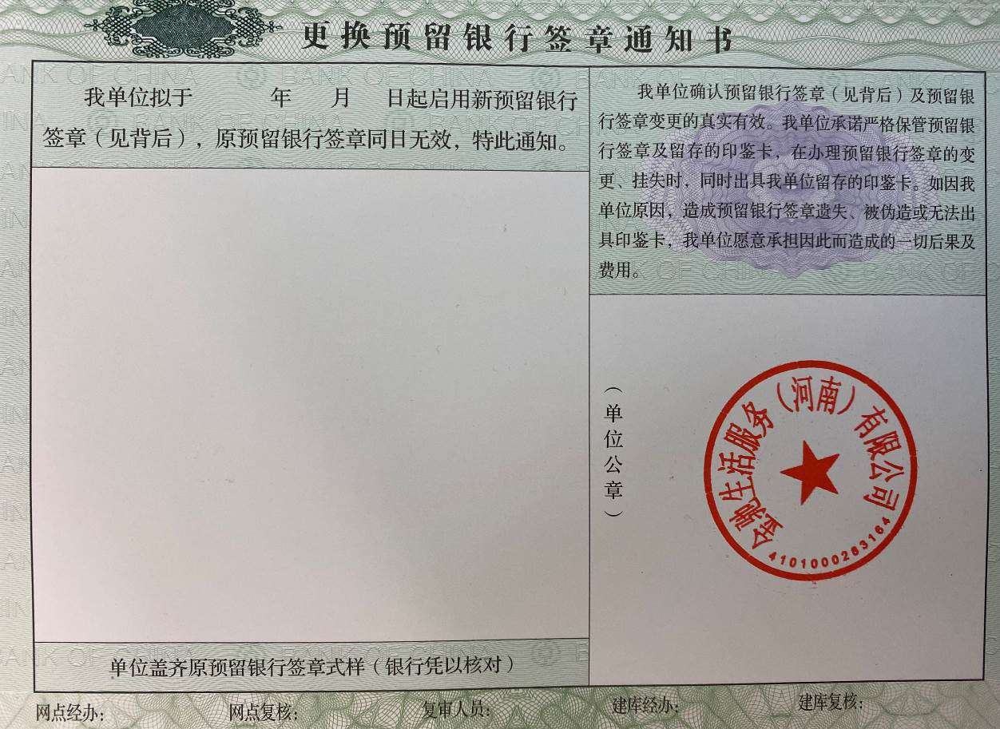 更换预留银行签章通知书
我单位拟于 年 月 日起启用新预留银行
签章（见背后），原预留银行签章同日无效，特此通知。
单位盖齐原预留银行签章式样（银行凭以核对）
我单位确认预留银行签章（见背后）及预留银
行签章变更的真实有效。我单位承诺严格保管预留银
行签章及留存的印鉴卡，在办理预留银行签章的变
更、挂失时，同时出具我单位留存的印鉴卡。如因我
单位原因，造成预留银行签章遗失、被伪造或无法出
具印鉴卡，我单位愿意承担因此而造成的一切后果及
费用。
（单位公章）
金驰生活服务（河南）有限公司
4101000263164
网点经办： 网点复核： 复审人员： 建库经办： 建库复核：
BANK OF CHINA